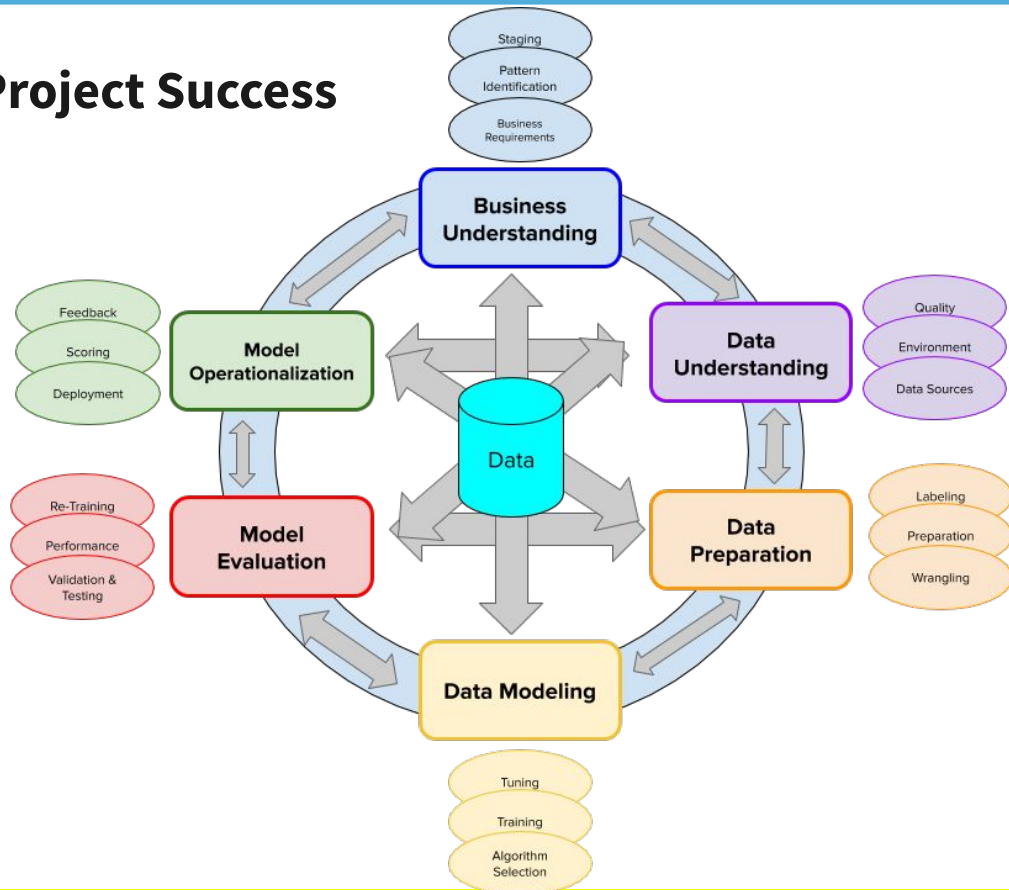 Project Success
Staging
Pattern
Identification
Business
Requirements
Business
Understanding
Feedback
Scoring
Deployment
Model
Operationalization
Data
Understanding
Quality
Environment
Data Sources
Data
Re-Training
Performance
Validation &
Testing
Model
Evaluation
Data
Preparation
Labeling
Preparation
Wrangling
Data Modeling
Tuning
Training
Algorithm
Selection